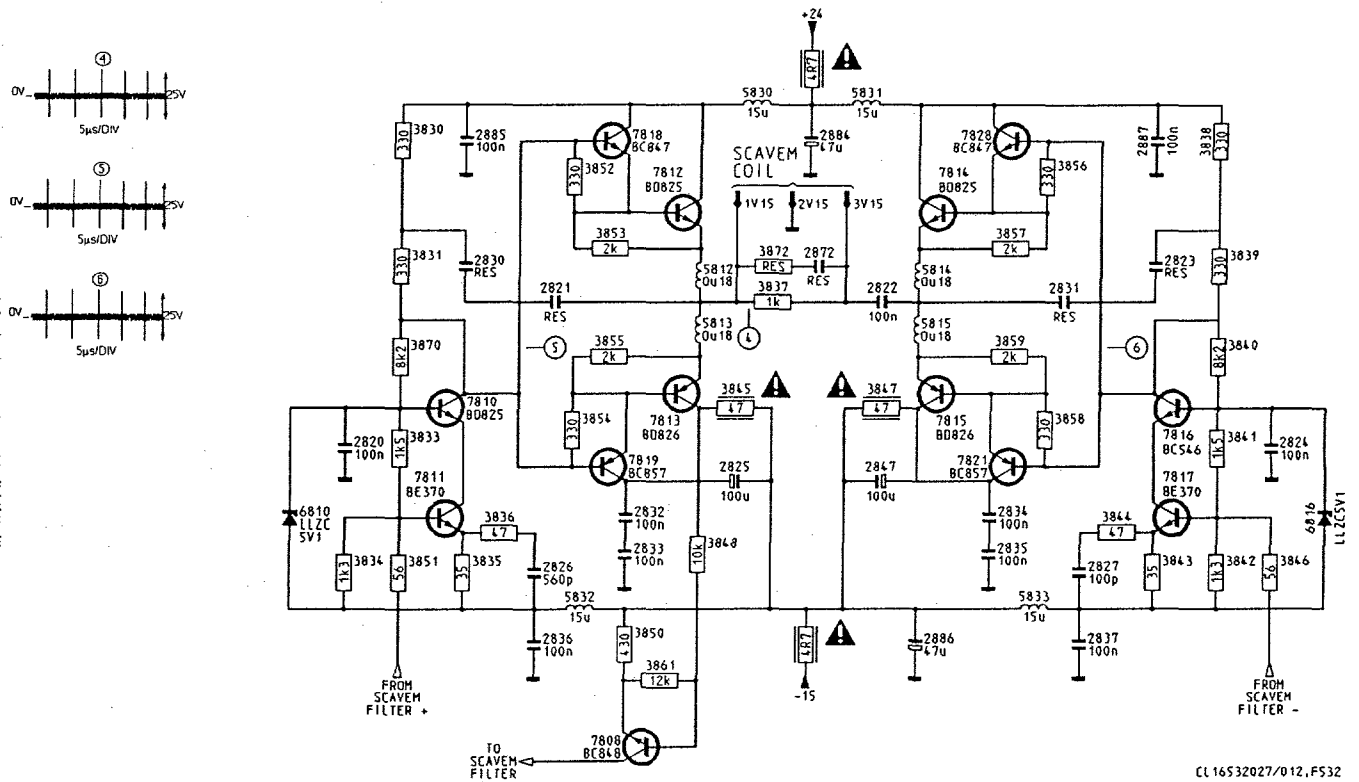 +24
4R7
4
0V
25V
5µs/DIV
5
0V
25V
5µs/DIV
6
0V
25V
5µs/DIV
5830
15u
5831
15u
3830
330
2885
100n
7818
BC847
2884
47u
7828
BC847
2887
100n
3838
330
3852
330
7812
BD825
SCAVEM
COIL
1V15
2V15
3V15
7814
BD825
3856
330
3853
2k
3857
2k
3831
330
2830
RES
5812
0u18
3872
RES
2872
RES
5814
0u18
2823
RES
3839
330
2821
RES
3837
1k
2822
100n
2831
RES
5813
0u18
4
5815
0u18
5
6
3855
2k
3859
2k
3870
8k2
3840
8k2
7810
BD825
3845
47
3847
47
7813
BD826
7815
BD826
3854
330
3858
330
7816
BC546
2820
100n
3833
1k5
3841
1k5
2824
100n
7819
BC857
2825
100u
2847
100u
7821
BC857
7811
BE370
7817
BE370
6810
LLZC
5V1
6816
LLZC5V1
3836
47
2832
100n
2834
100n
3844
47
2833
100n
2835
100n
3848
10k
3834
1k3
3851
56
3835
35
2826
560p
2827
100p
3843
35
3842
1k3
3846
56
5832
15u
5833
15u
2836
100n
3850
430
4R7
2886
47u
2837
100n
3861
12k
-15
FROM
SCAVEM
FILTER +
FROM
SCAVEM
FILTER -
7808
BC848
TO
SCAVEM
FILTER
CL16532027/012.F532